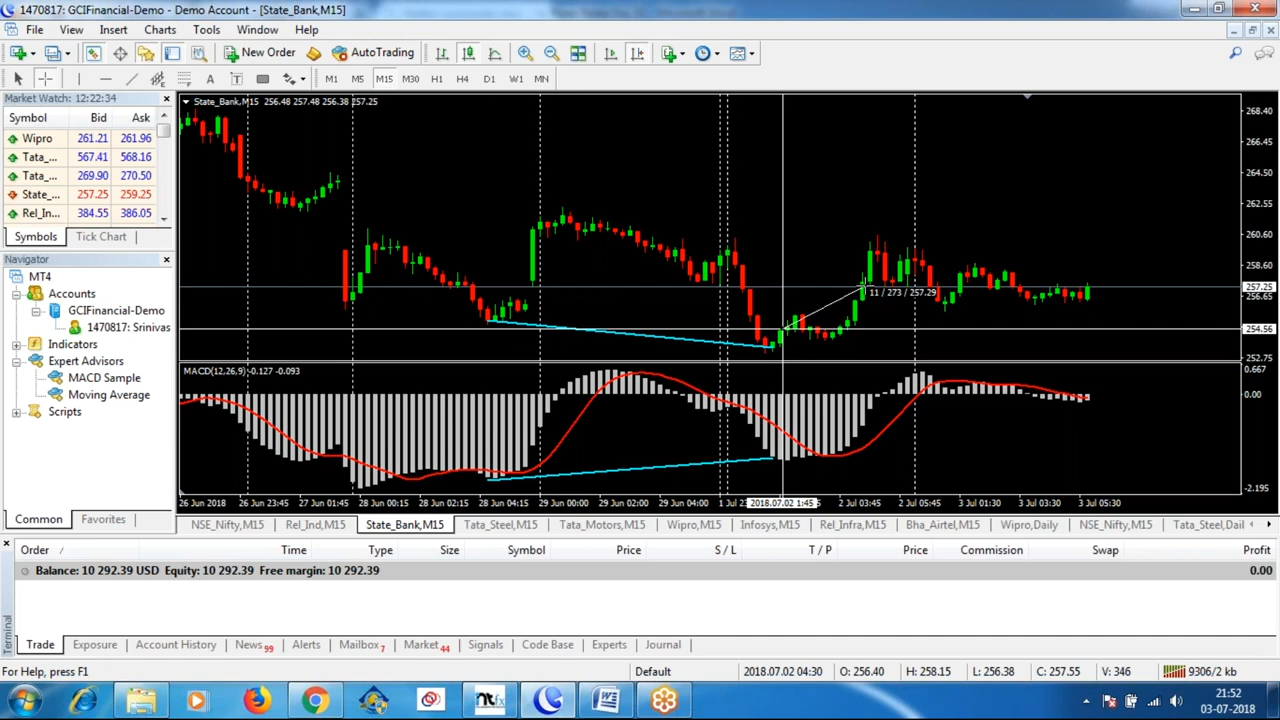 1470817: GCIFinancial-Demo - Demo Account - [State_Bank,M15]
File View Insert Charts Tools Window Help
New Order AutoTrading
A T M1 M5 M15 M30 H1 H4 D1 W1 MN
Market Watch: 12:22:34
Symbol Bid Ask
Wipro 261.21 261.96
Tata_... 567.41 568.16
Tata_... 269.90 270.50
State_... 257.25 259.25
Rel_In... 384.55 386.05
Symbols Tick Chart
Navigator
MT4
Accounts
GCIFinancial-Demo
1470817: Srinivas
Indicators
Expert Advisors
MACD Sample
Moving Average
Scripts
Common Favorites
State_Bank,M15 256.48 257.48 256.38 257.25
268.40
266.45
264.50
262.55
260.60
258.60
257.25
256.65
254.56
252.75
11 / 273 / 257.29
MACD(12,26,9) -0.127 -0.093
0.667
0.00
-2.195
26 Jun 2018 26 Jun 23:45 27 Jun 01:45 28 Jun 00:15 28 Jun 02:15 28 Jun 04:15 29 Jun 00:00 29 Jun 02:00 29 Jun 04:00 1 Jul 2018.07.02 1:45 2 Jul 03:45 2 Jul 05:45 3 Jul 01:30 3 Jul 03:30 3 Jul 05:30
NSE_Nifty,M15 Rel_Ind,M15 State_Bank,M15 Tata_Steel,M15 Tata_Motors,M15 Wipro,M15 Infosys,M15 Rel_Infra,M15 Bha_Airtel,M15 Wipro,Daily NSE_Nifty,M15 Tata_Steel,Dail
Order / Time Type Size Symbol Price S / L T / P Price Commission Swap Profit
Balance: 10 292.39 USD Equity: 10 292.39 Free margin: 10 292.39 0.00
Terminal
Trade Exposure Account History News 99 Alerts Mailbox 7 Market 44 Signals Code Base Experts Journal
For Help, press F1 Default 2018.07.02 04:30 O: 256.40 H: 258.15 L: 256.38 C: 257.55 V: 346 9306/2 kb
ntfx
21:52
03-07-2018